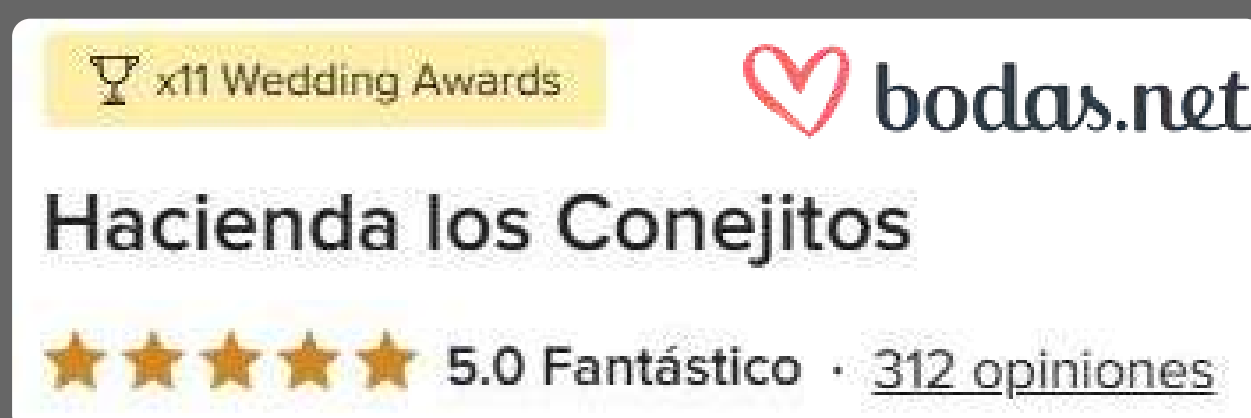 x11 Wedding Awards
bodas.net
Hacienda los Conejitos
5.0 Fantástico · 312 opiniones